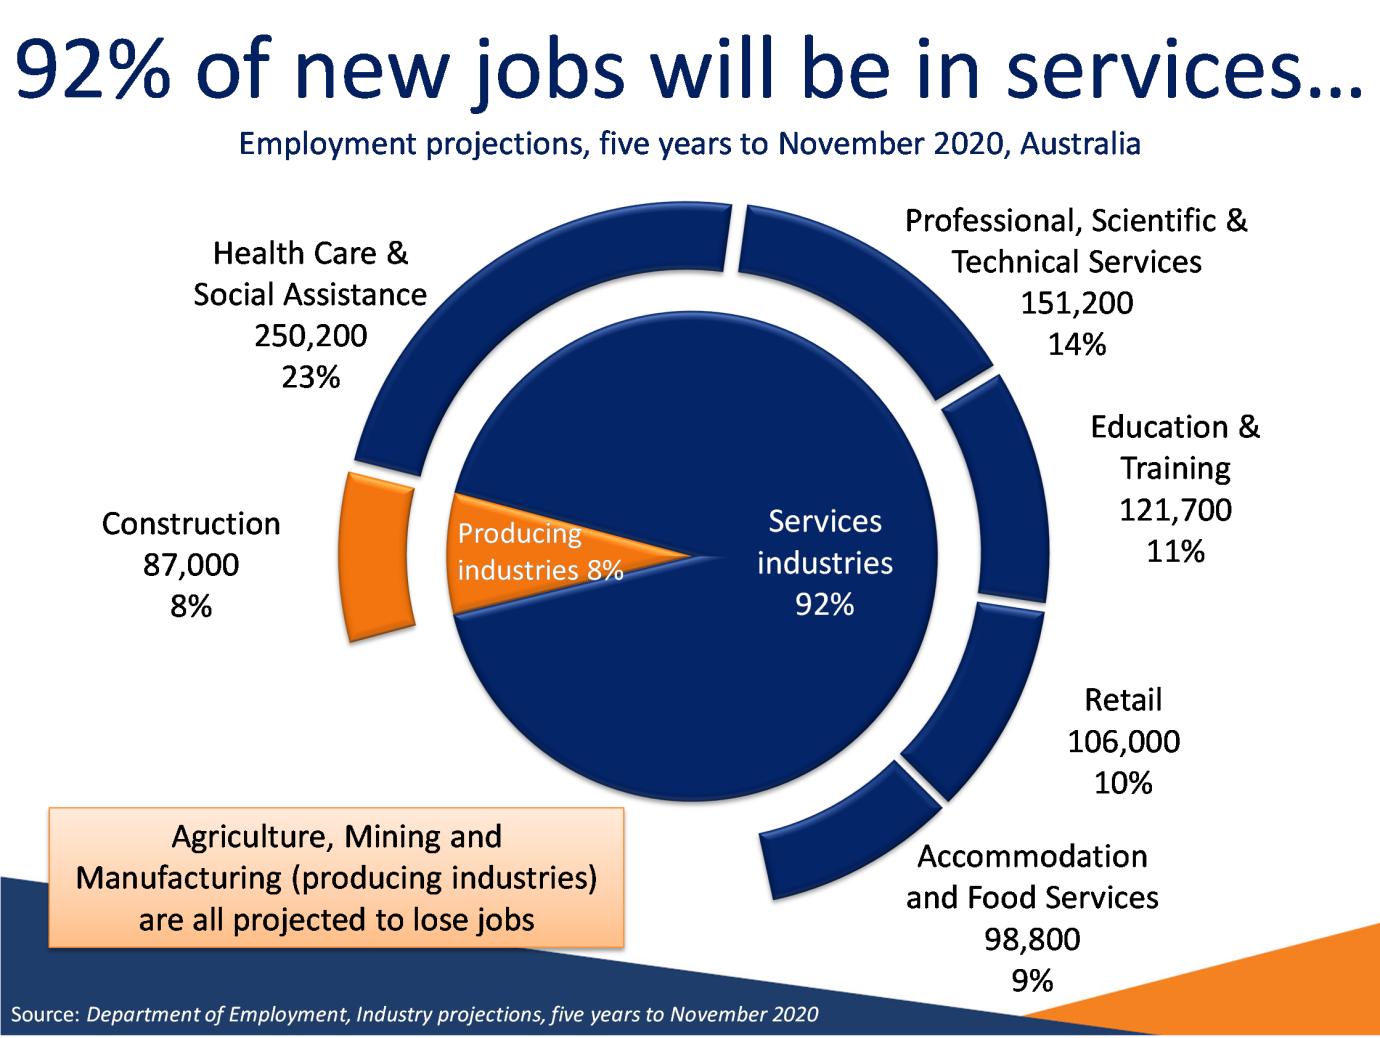 92% of new jobs will be in services...
Employment projections, five years to November 2020, Australia
Health Care &
Social Assistance
250,200
23%
Professional, Scientific &
Technical Services
151,200
14%
Education &
Training
121,700
11%
Construction
87,000
8%
Producing
industries 8%
Services
industries
92%
Retail
106,000
10%
Accommodation
and Food Services
98,800
9%
Agriculture, Mining and
Manufacturing (producing industries)
are all projected to lose jobs
Source: Department of Employment, Industry projections, five years to November 2020